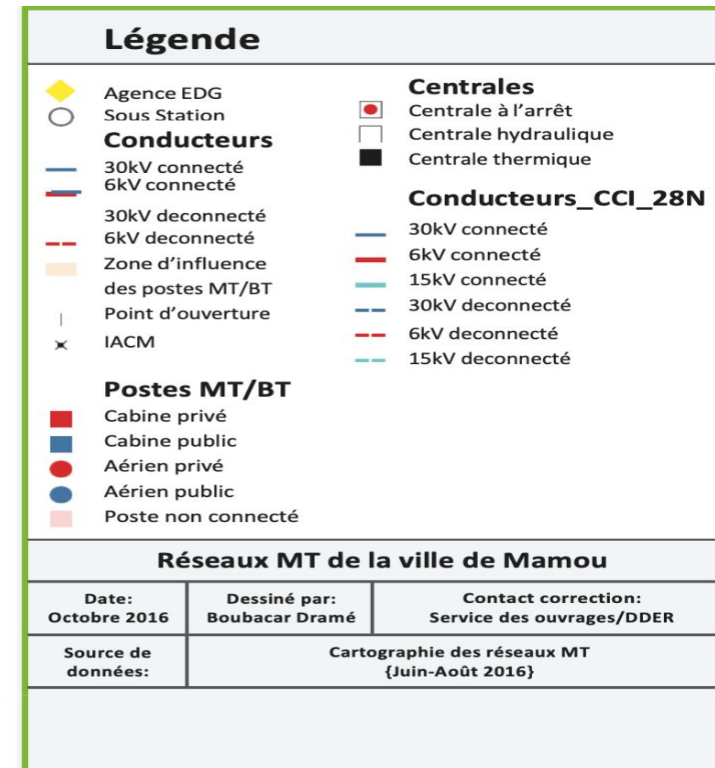 Légende
Agence EDG
Sous Station
Conducteurs
30kV connecté
6kV connecté
30kV deconnecté
6kV deconnecté
Zone d'influence
des postes MT/BT
Point d'ouverture
IACM
Postes MT/BT
Cabine privé
Cabine public
Aérien privé
Aérien public
Poste non connecté
Centrales
Centrale à l'arrêt
Centrale hydraulique
Centrale thermique
Conducteurs_CCI_28N
30kV connecté
6kV connecté
15kV connecté
30kV deconnecté
6kV deconnecté
15kV deconnecté
Réseaux MT de la ville de Mamou
Date:
Octobre 2016
Dessiné par:
Boubacar Dramé
Contact correction:
Service des ouvrages/DDER
Source de
données:
Cartographie des réseaux MT
{Juin-Août 2016}